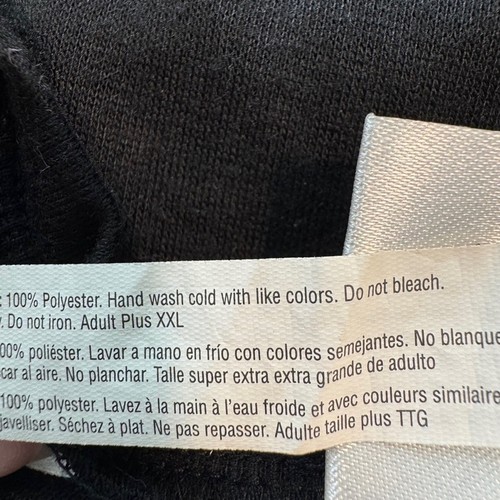 : 100% Polyester. Hand wash cold with like colors. Do not bleach.
. Do not iron. Adult Plus XXL
00% poliéster. Lavar a mano en frío con colores semejantes. No blanque
car al aire. No planchar. Talle super extra extra grande de adulto
100% polyester. Lavez à la main à l'eau froide et avec couleurs similaire
javelliser. Séchez à plat. Ne pas repasser. Adulte taille plus TTG